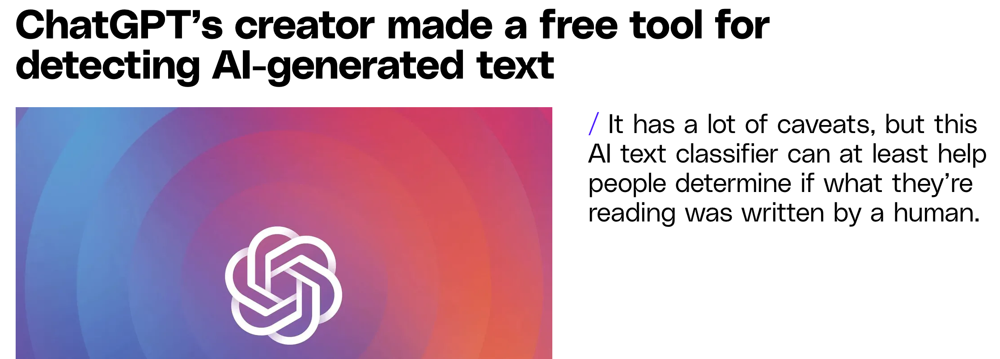 ChatGPT’s creator made a free tool for
detecting AI-generated text
/ It has a lot of caveats, but this
AI text classifier can at least help
people determine if what they’re
reading was written by a human.